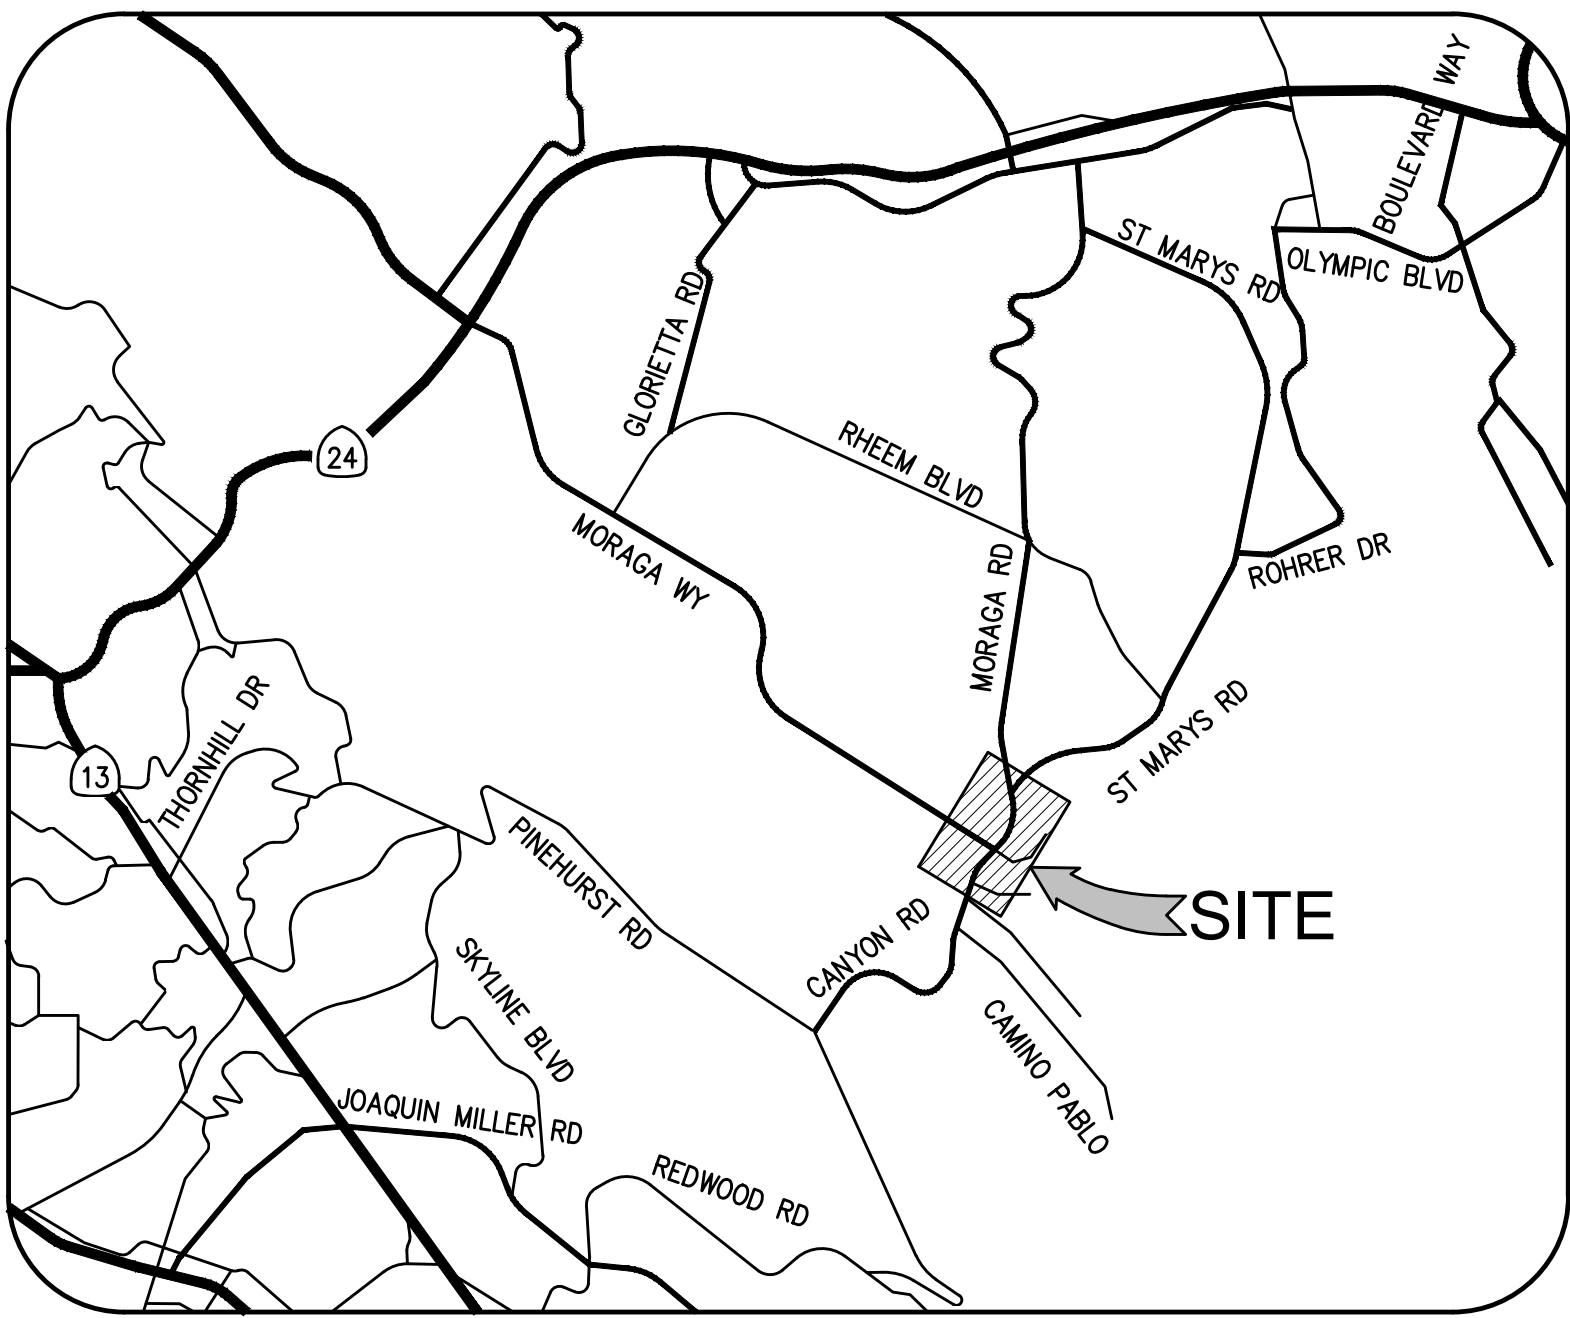 BOULEVARD WAY
ST MARYS RD
OLYMPIC BLVD
GLORIETTA RD
RHEEM BLVD
24
MORAGA WY
MORAGA RD
ROHRER DR
THORNHILL DR
ST MARYS RD
13
PINEHURST RD
SITE
CANYON RD
SKYLINE BLVD
CAMINO PABLO
JOAQUIN MILLER RD
REDWOOD RD